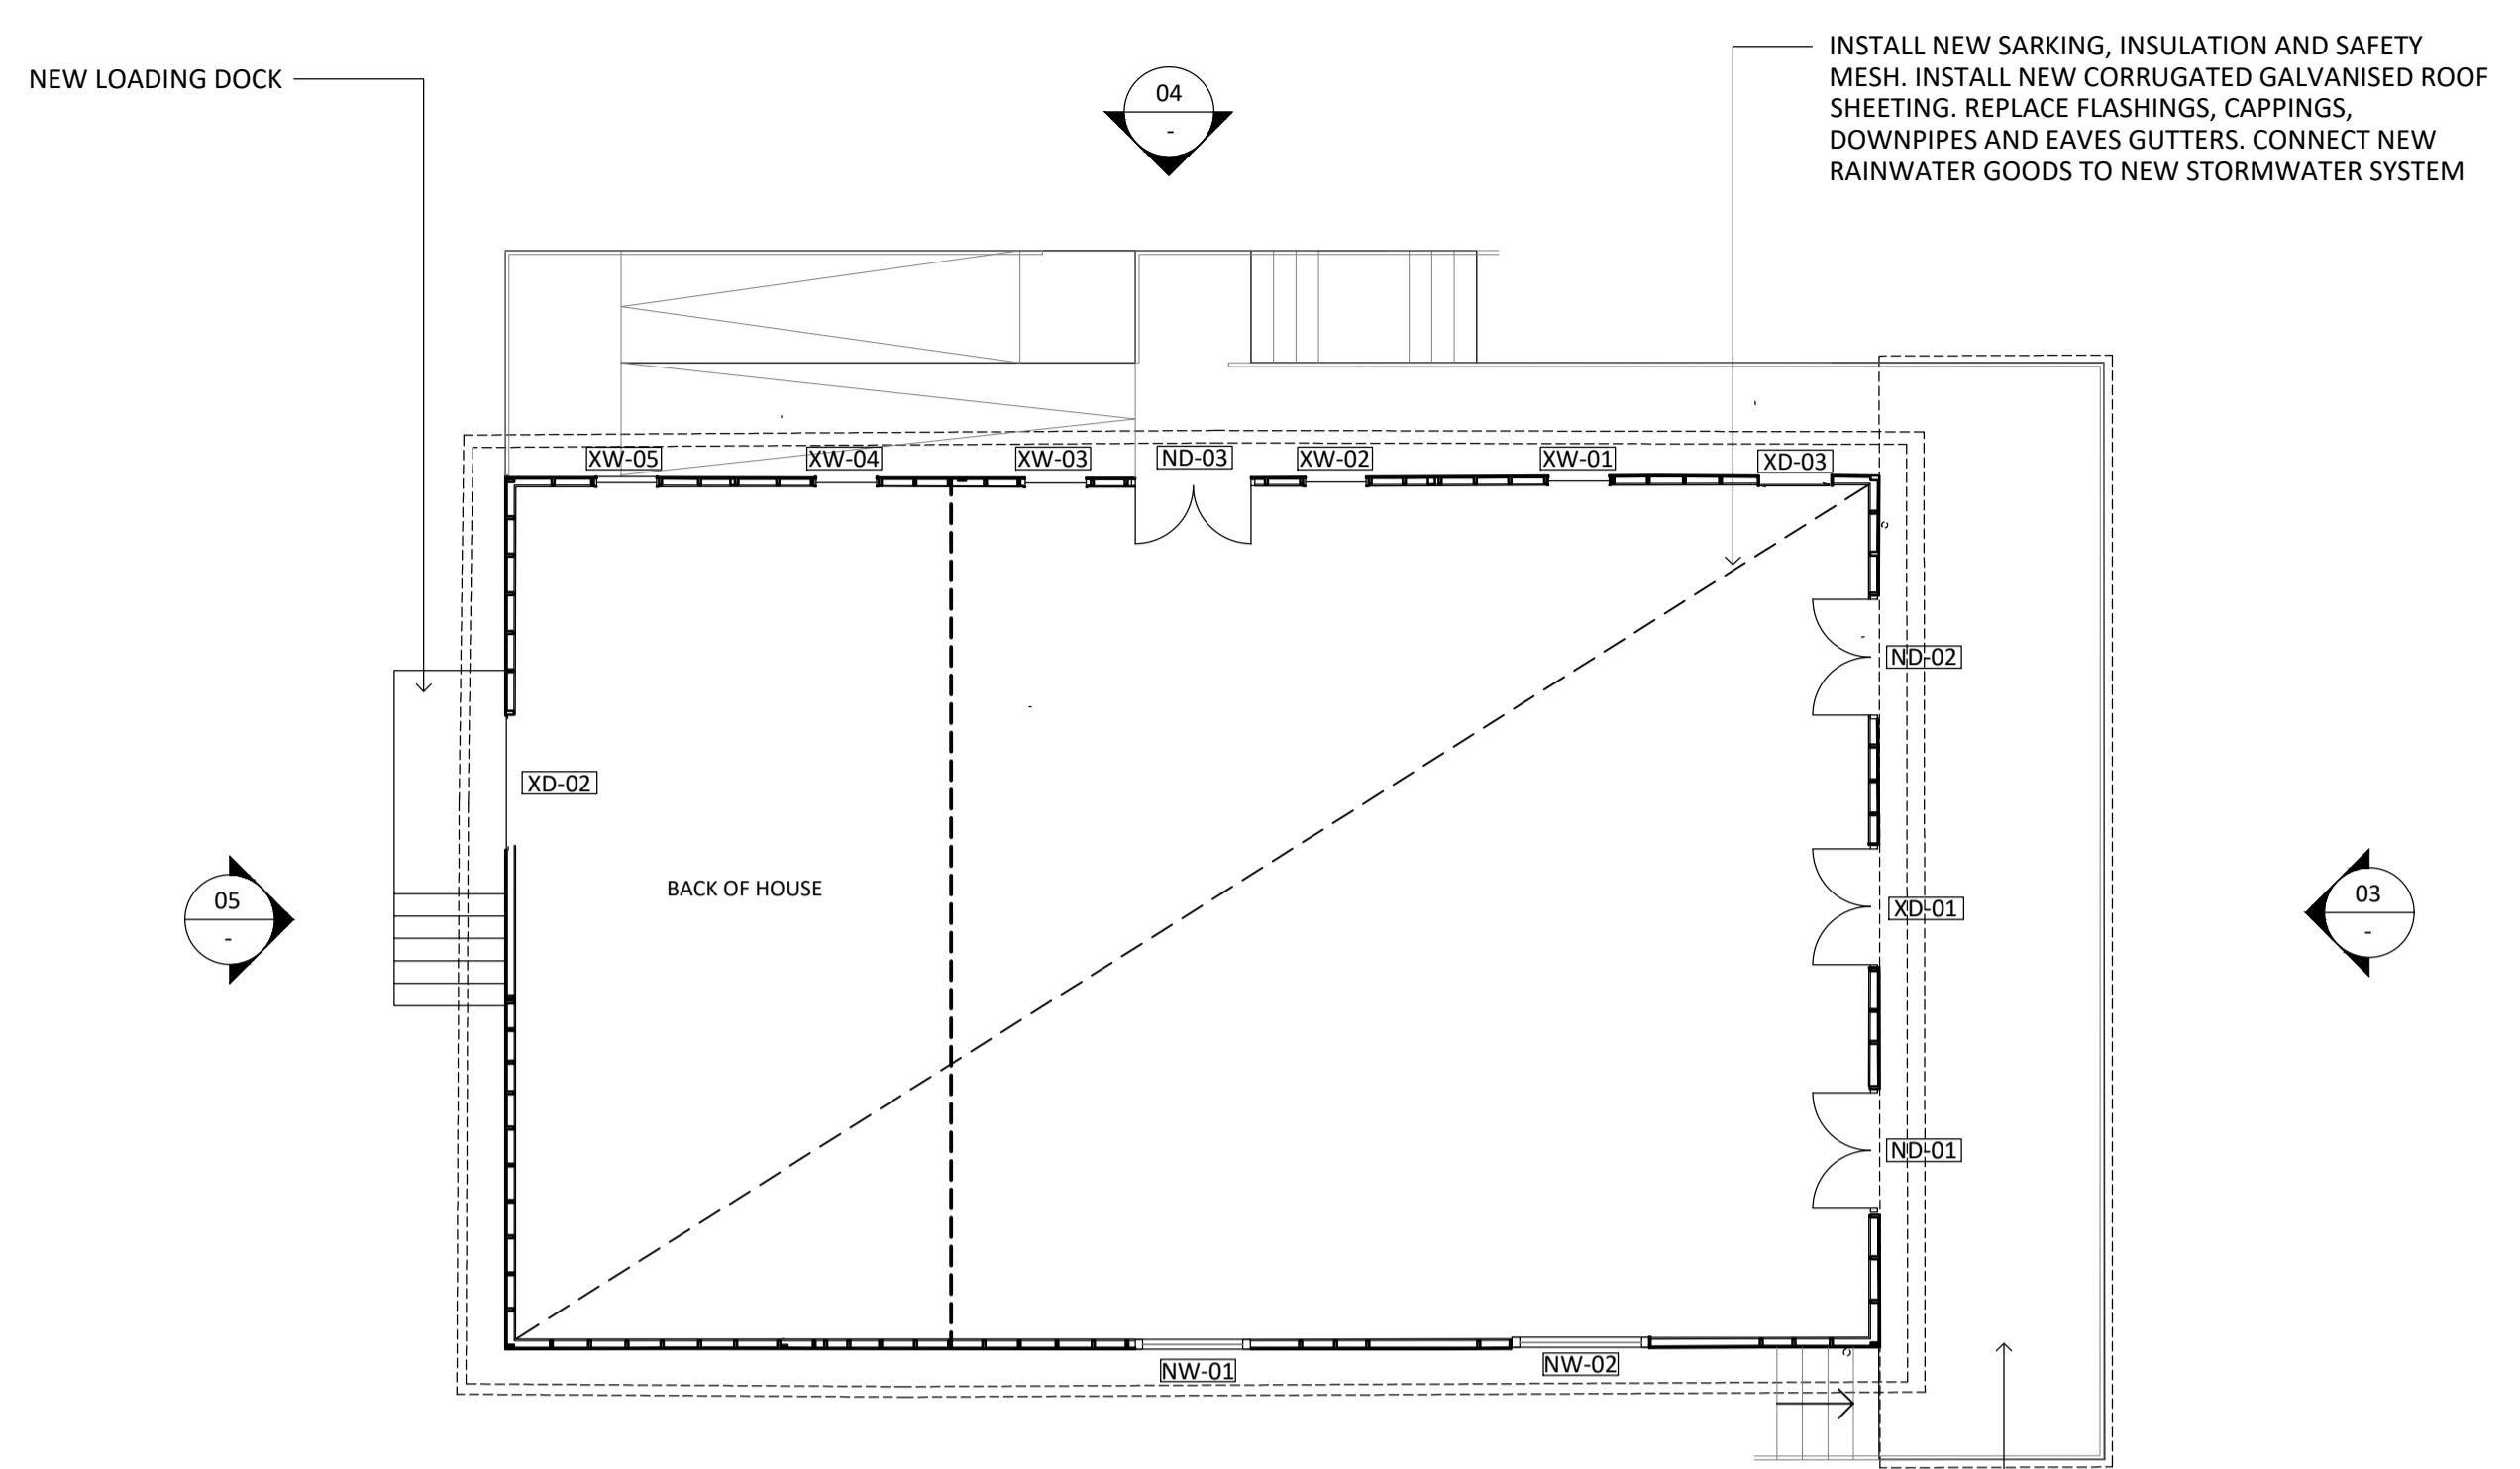 INSTALL NEW SARKING, INSULATION AND SAFETY
MESH. INSTALL NEW CORRUGATED GALVANISED ROOF
SHEETING. REPLACE FLASHINGS, CAPPINGS,
DOWNPIPES AND EAVES GUTTERS. CONNECT NEW
RAINWATER GOODS TO NEW STORMWATER SYSTEM
NEW LOADING DOCK
04
-
XW-05
XW-04
XW-03
ND-03
XW-02
XW-01
XD-03
ND-02
XD-02
BACK OF HOUSE
05
-
XD-01
03
-
ND-01
NW-01
NW-02